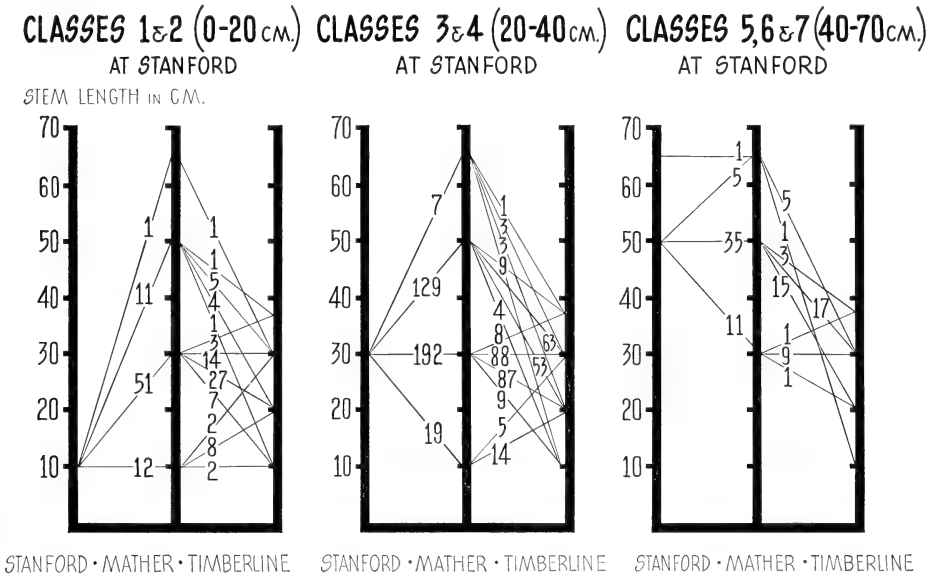 CLASSES 1&2 (0-20 CM.) CLASSES 3&4 (20-40 CM.) CLASSES 5,6&7 (40-70 CM.)
AT STANFORD AT STANFORD AT STANFORD
STEM LENGTH IN CM.
70 70 70
1
60 5
60 7 1 60 5
1 1 3 1
50 1 3 50 35 3
50 5 9 15
11 4 129 4 17
40 40 40
1 8 63 11 1
30 3 30 192 88 53 30 9
14
51 27 87 1
20 7 20 9 20
2 19 5
8 14
10 12 2 10 10
STANFORD · MATHER · TIMBERLINE STANFORD · MATHER · TIMBERLINE STANFORD · MATHER · TIMBERLINE